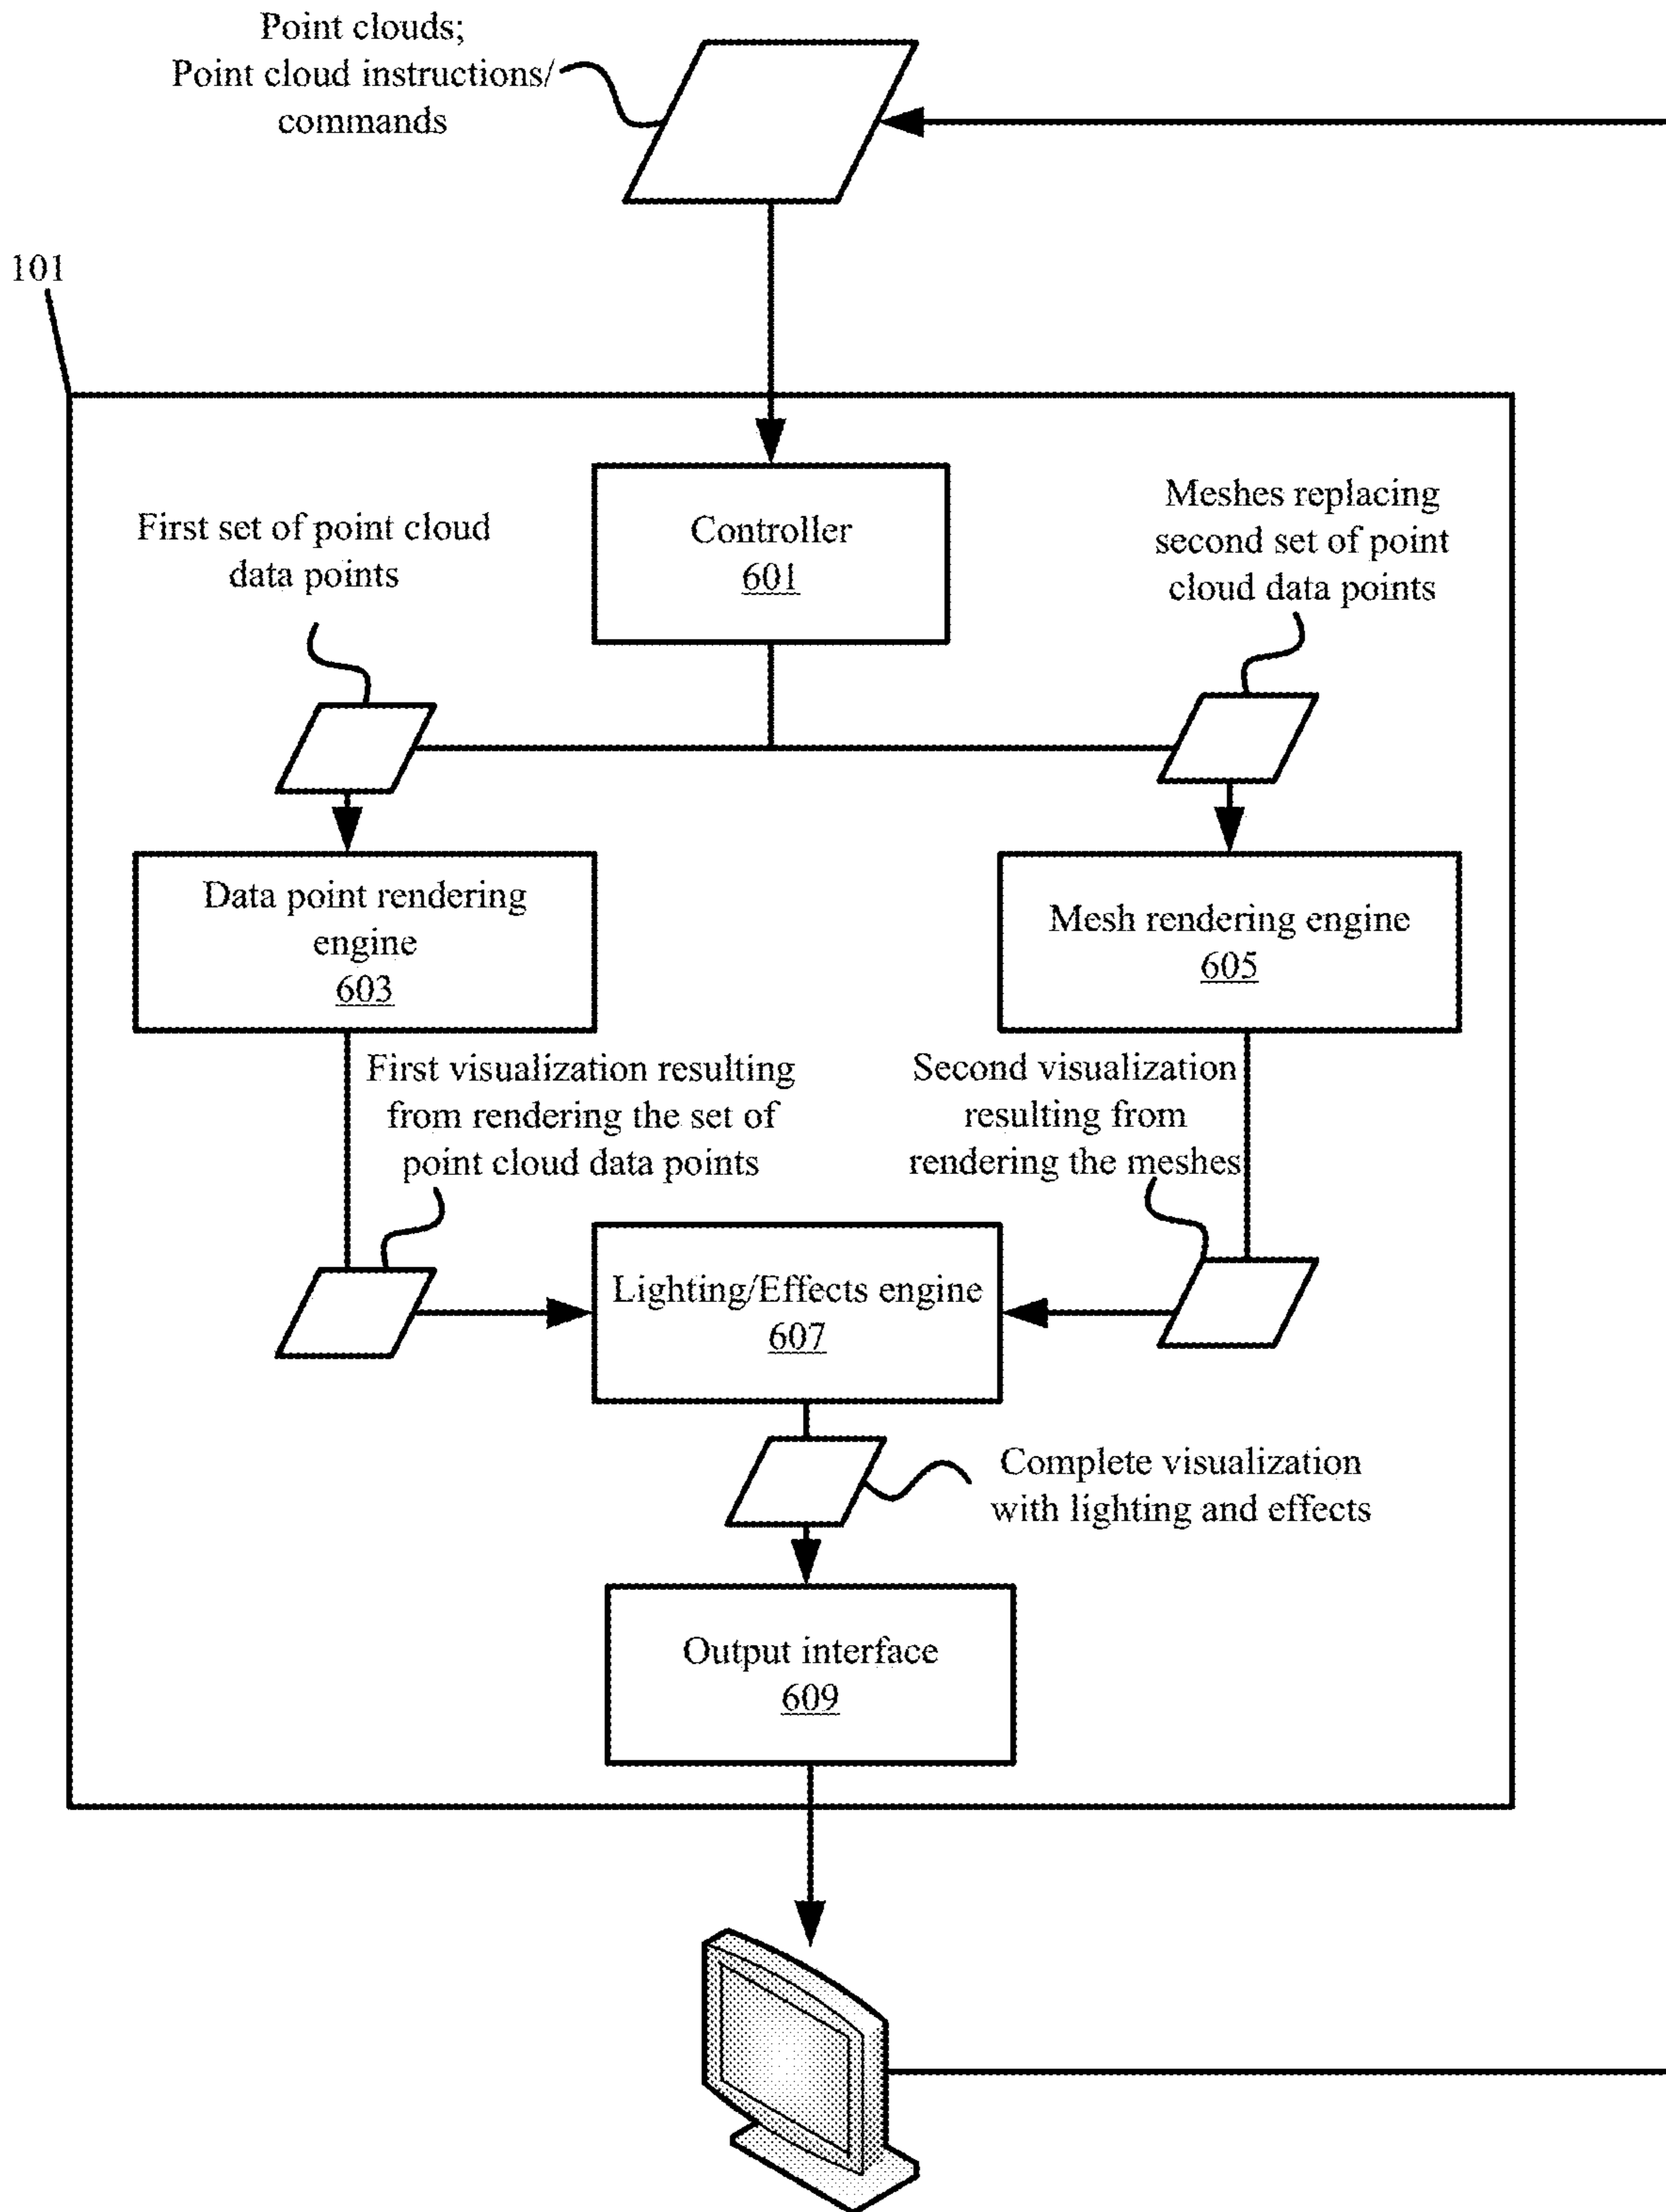 Point clouds;
Point cloud instructions/
commands
101
Controller
601
First set of point cloud
data points
Meshes replacing
second set of point
cloud data points
Data point rendering
engine
603
Mesh rendering engine
605
First visualization resulting
from rendering the set of
point cloud data points
Second visualization
resulting from
rendering the meshes
Lighting/Effects engine
607
Complete visualization
with lighting and effects
Output interface
609